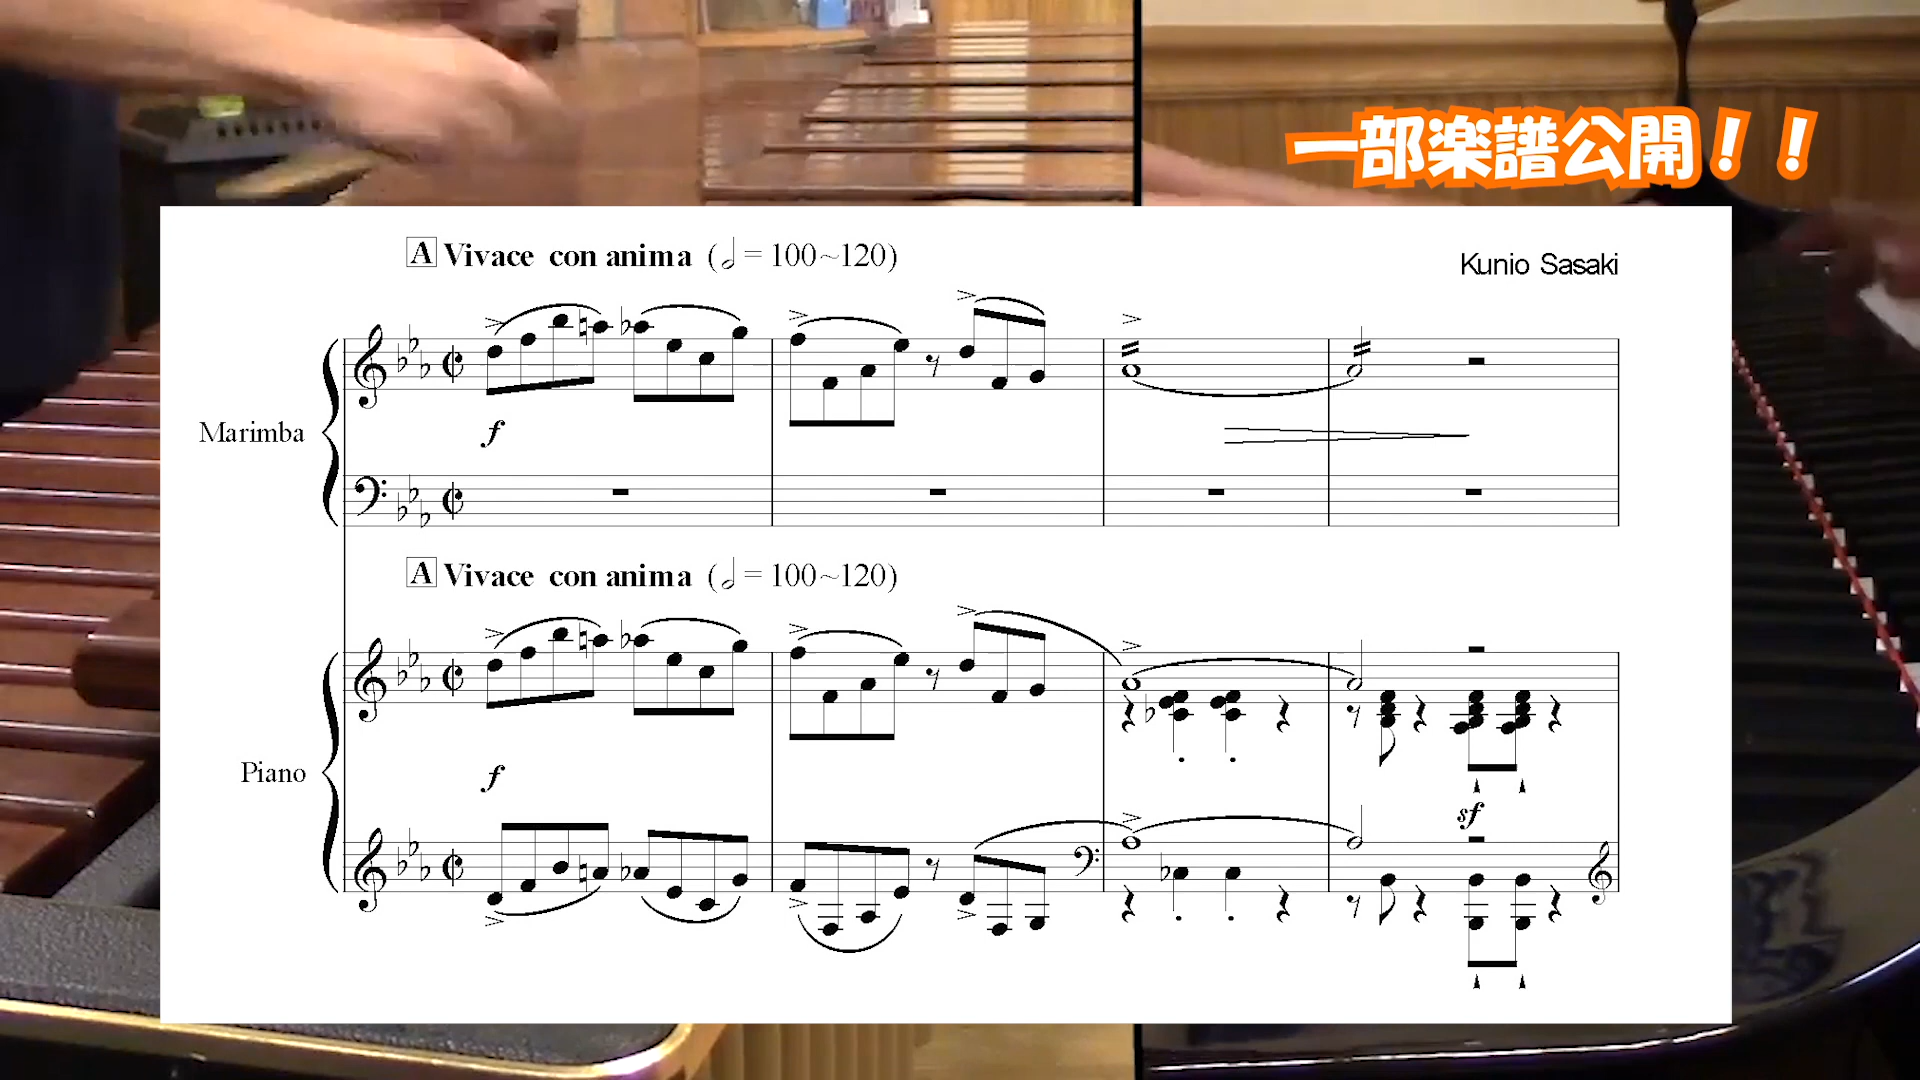 一部楽譜公開！！
A Vivace con anima (𝅗𝅥 = 100~120)
Kunio Sasaki
Marimba
f
A Vivace con anima (𝅗𝅥 = 100~120)
Piano
f
sf